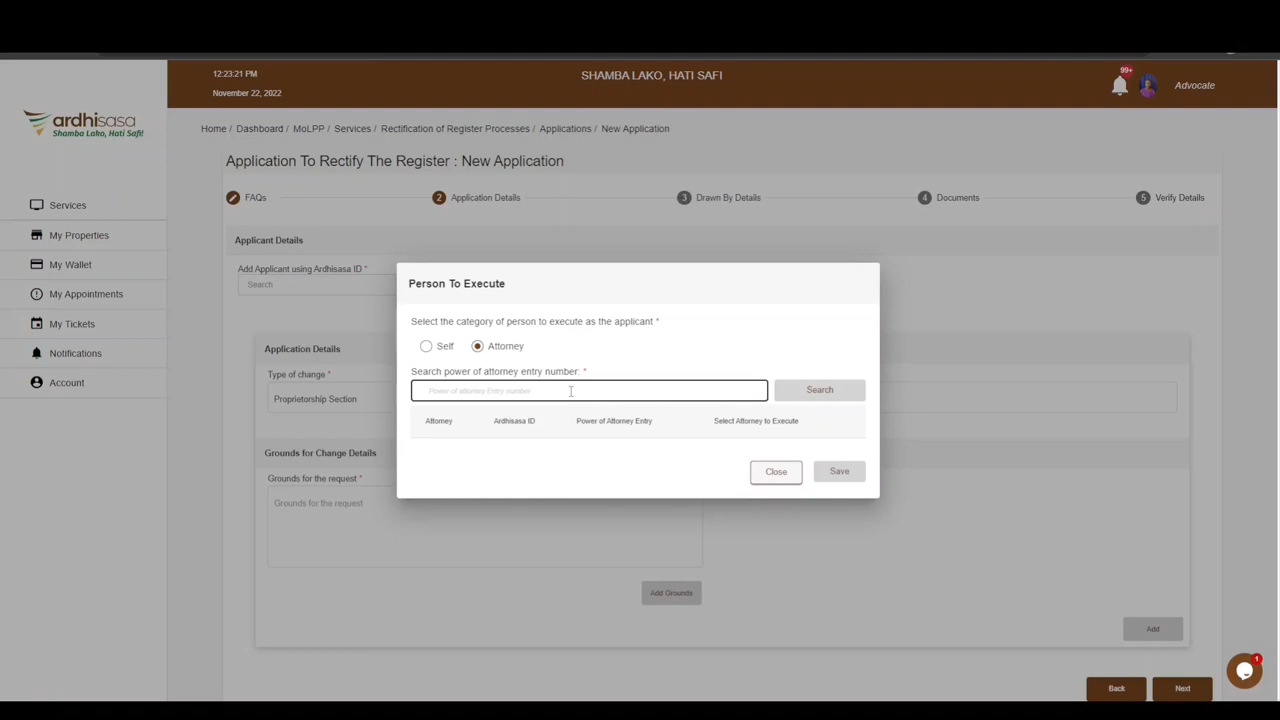 12:23:21 PM
SHAMBA LAKO, HATI SAFI
99+
November 22, 2022
Advocate
ardhisasa
Shamba Lako, Hati Safi!
Home / Dashboard / MoLPP / Services / Rectification of Register Processes / Applications / New Application
Application To Rectify The Register : New Application
FAQs
2 Application Details
3 Drawn By Details
4 Documents
5 Verify Details
Services
My Properties
My Wallet
My Appointments
My Tickets
Notifications
Account
Applicant Details
Add Applicant using Ardhisasa ID *
Search
Application Details
Type of change *
Proprietorship Section
Grounds for Change Details
Grounds for the request *
Grounds for the request
Add Grounds
Add
Back
Next
1
Person To Execute
Select the category of person to execute as the applicant *
Self
Attorney
Search power of attorney entry number: *
Power of attorney Entry number
Search
Attorney
Ardhisasa ID
Power of Attorney Entry
Select Attorney to Execute
Close
Save